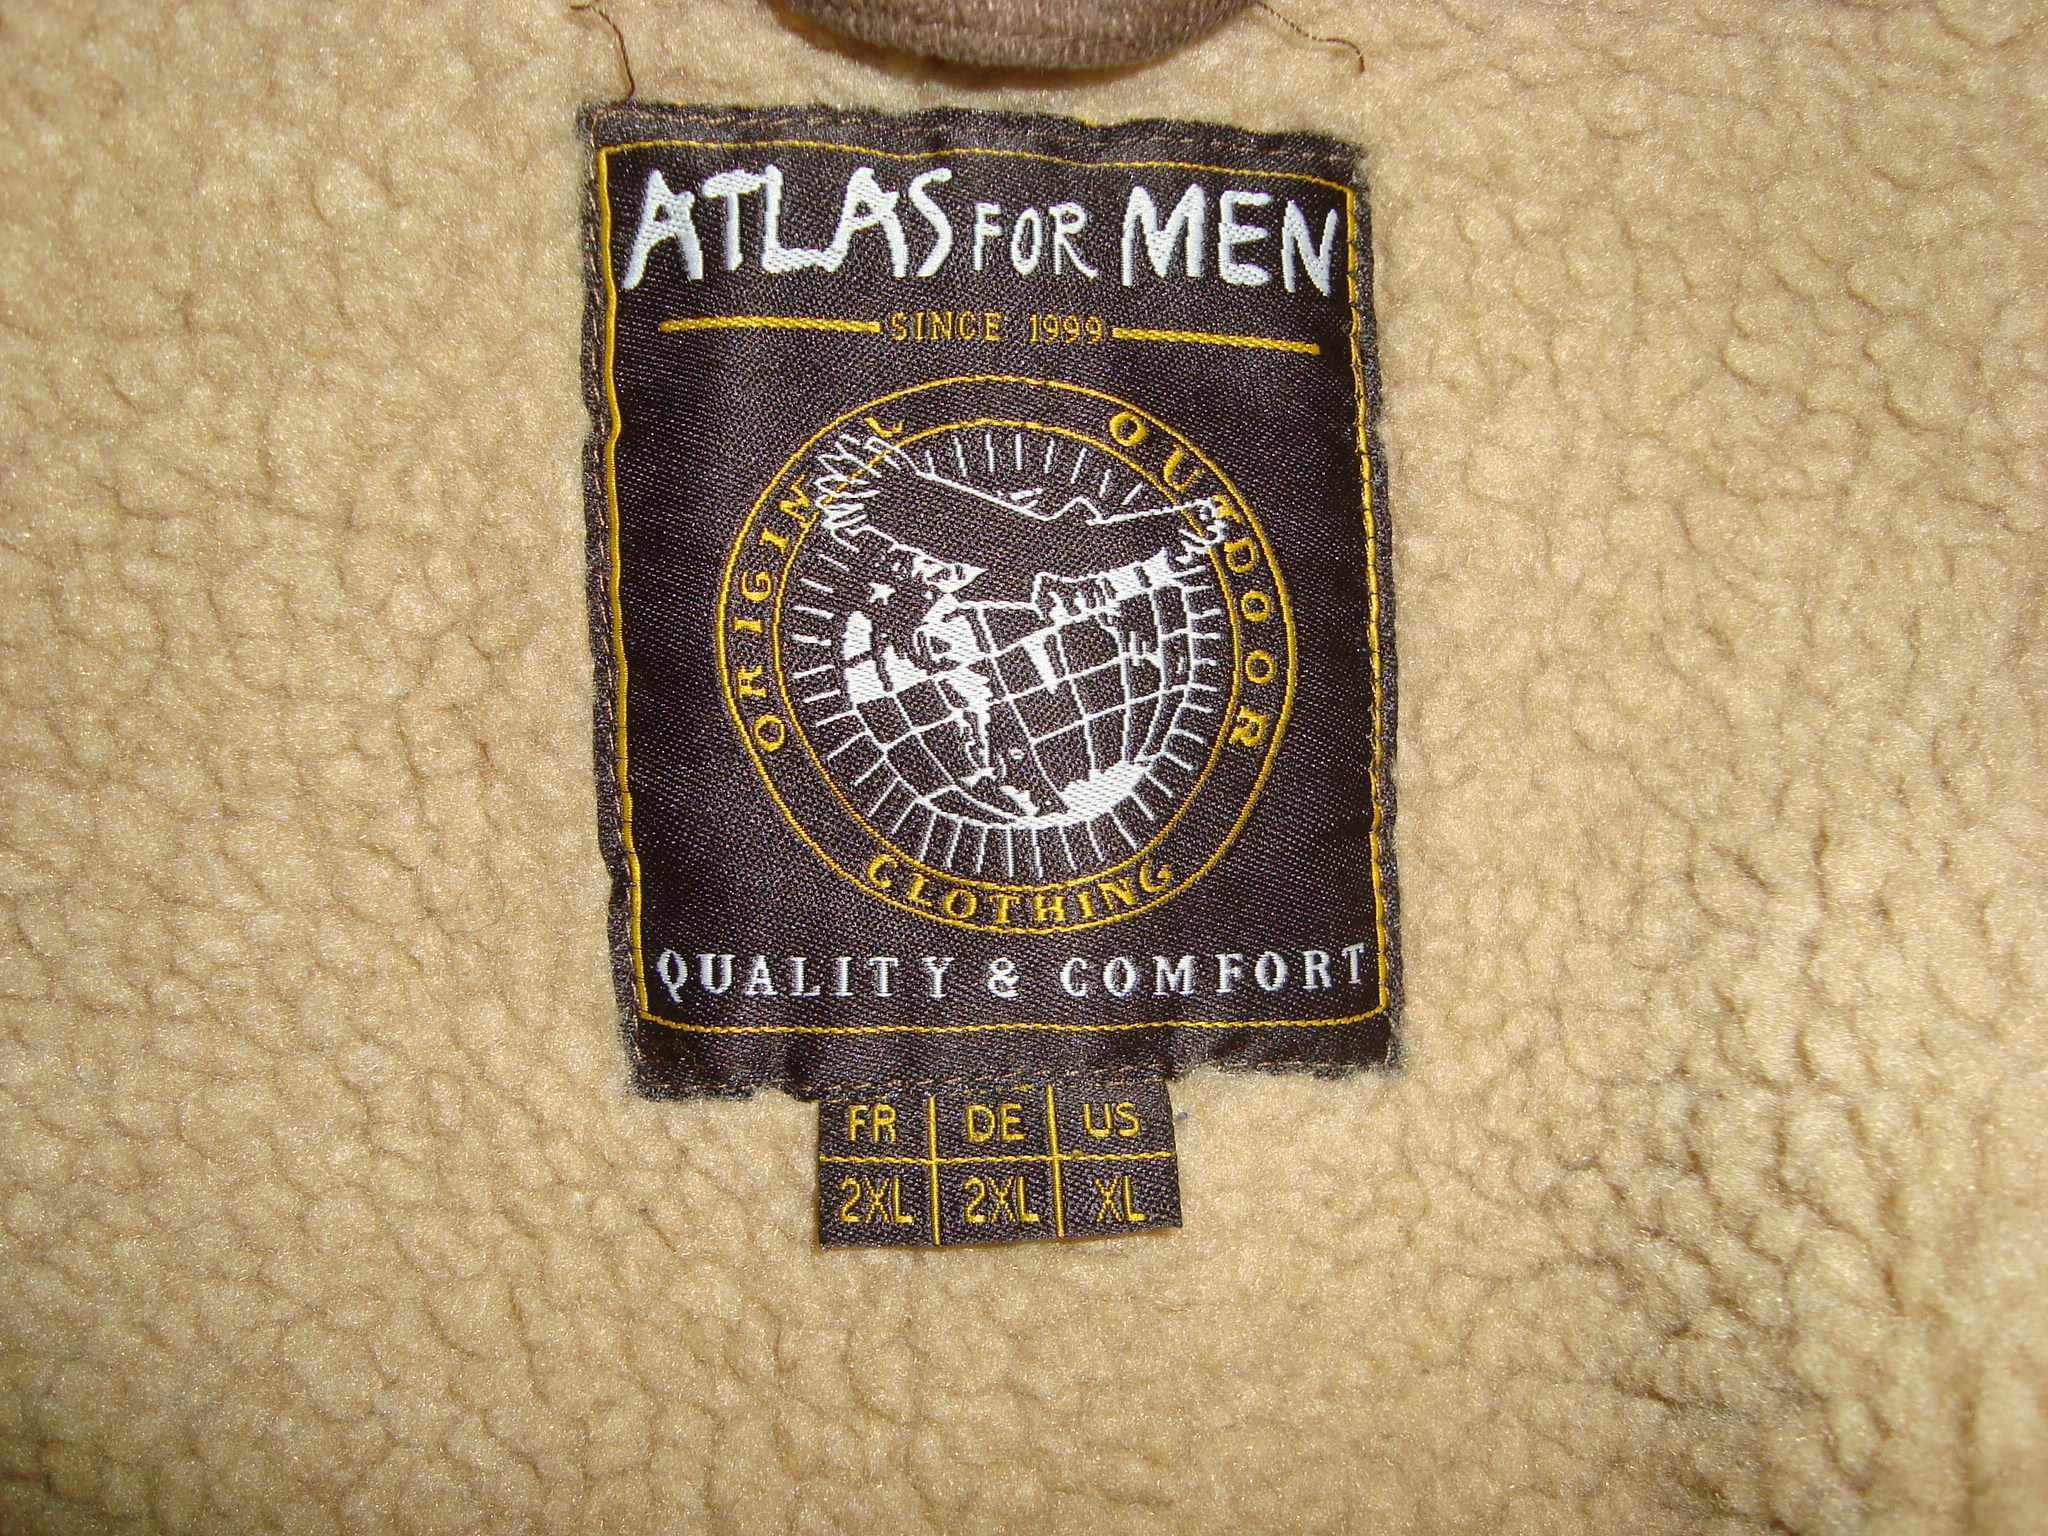 ATLAS FOR MEN
SINCE 1999
ORIGINAL OUTDOOR
CLOTHING
QUALITY & COMFORT
FR DE US
2XL 2XL XL